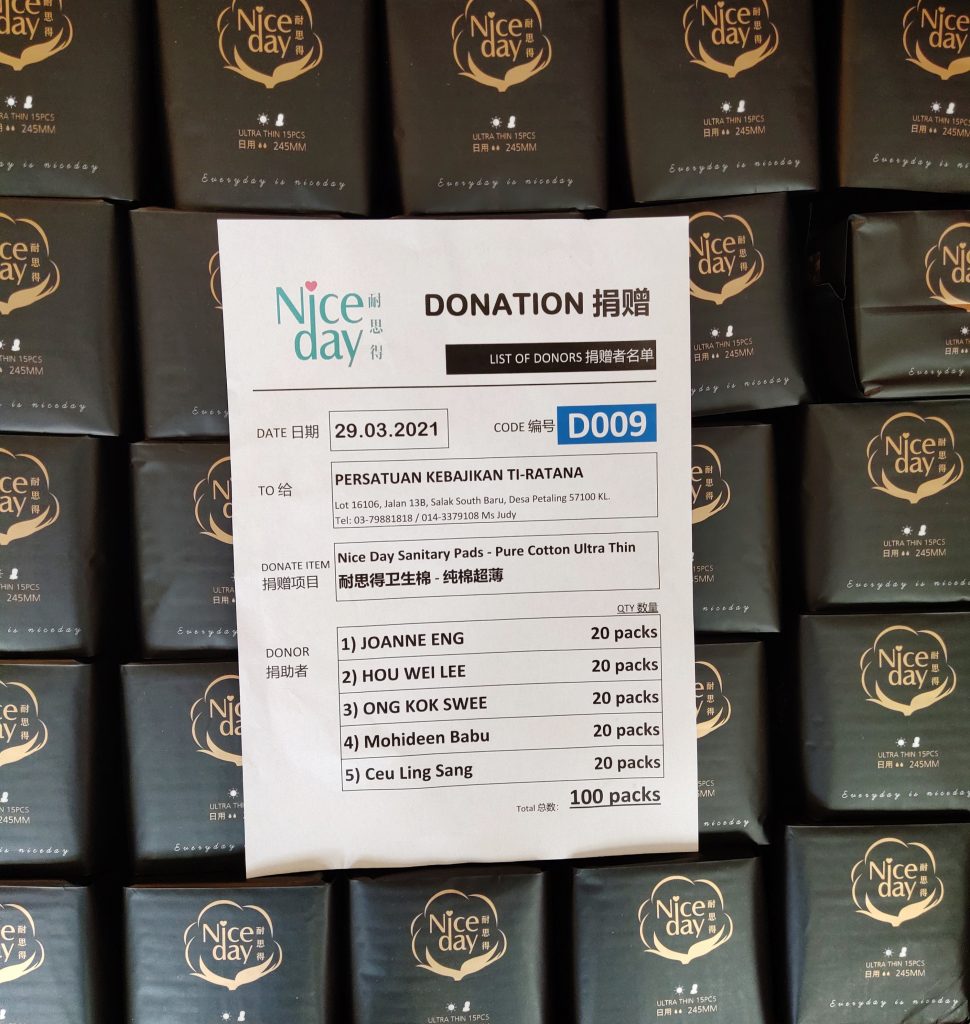 Nice day 耐思得
ULTRA THIN 15PCS
日用 245MM
Everyday is niceday
Nice day 耐思得
DONATION 捐赠
LIST OF DONORS 捐赠者名单
DATE 日期 29.03.2021 CODE 编号 D009
TO 给 PERSATUAN KEBAJIKAN TI-RATANA
Lot 16106, Jalan 13B, Salak South Baru, Desa Petaling 57100 KL.
Tel: 03-79881818 / 014-3379108 Ms Judy
DONATE ITEM Nice Day Sanitary Pads - Pure Cotton Ultra Thin
捐赠项目 耐思得卫生棉 - 纯棉超薄
QTY 数量
DONOR 捐助者
1) JOANNE ENG 20 packs
2) HOU WEI LEE 20 packs
3) ONG KOK SWEE 20 packs
4) Mohideen Babu 20 packs
5) Ceu Ling Sang 20 packs
Total 总数: 100 packs